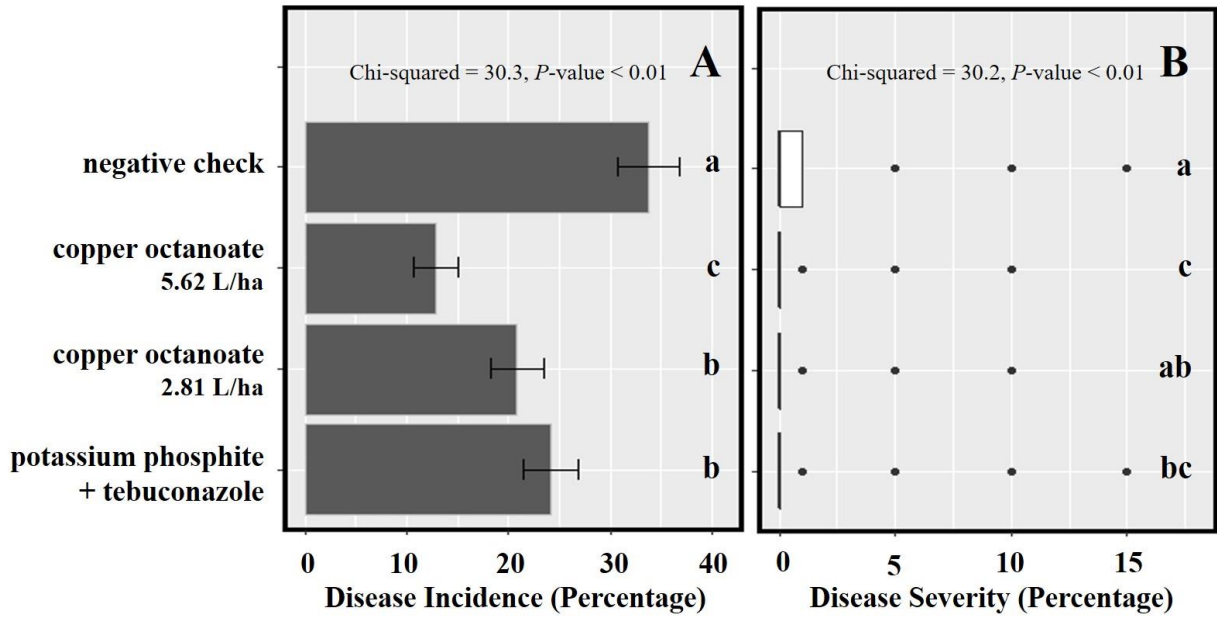 A
Chi-squared = 30.3, P-value < 0.01
negative check
a
copper octanoate
5.62 L/ha
c
copper octanoate
2.81 L/ha
b
potassium phosphite
+ tebuconazole
b
0 10 20 30 40
Disease Incidence (Percentage)
B
Chi-squared = 30.2, P-value < 0.01
a
c
ab
bc
0 5 10 15
Disease Severity (Percentage)